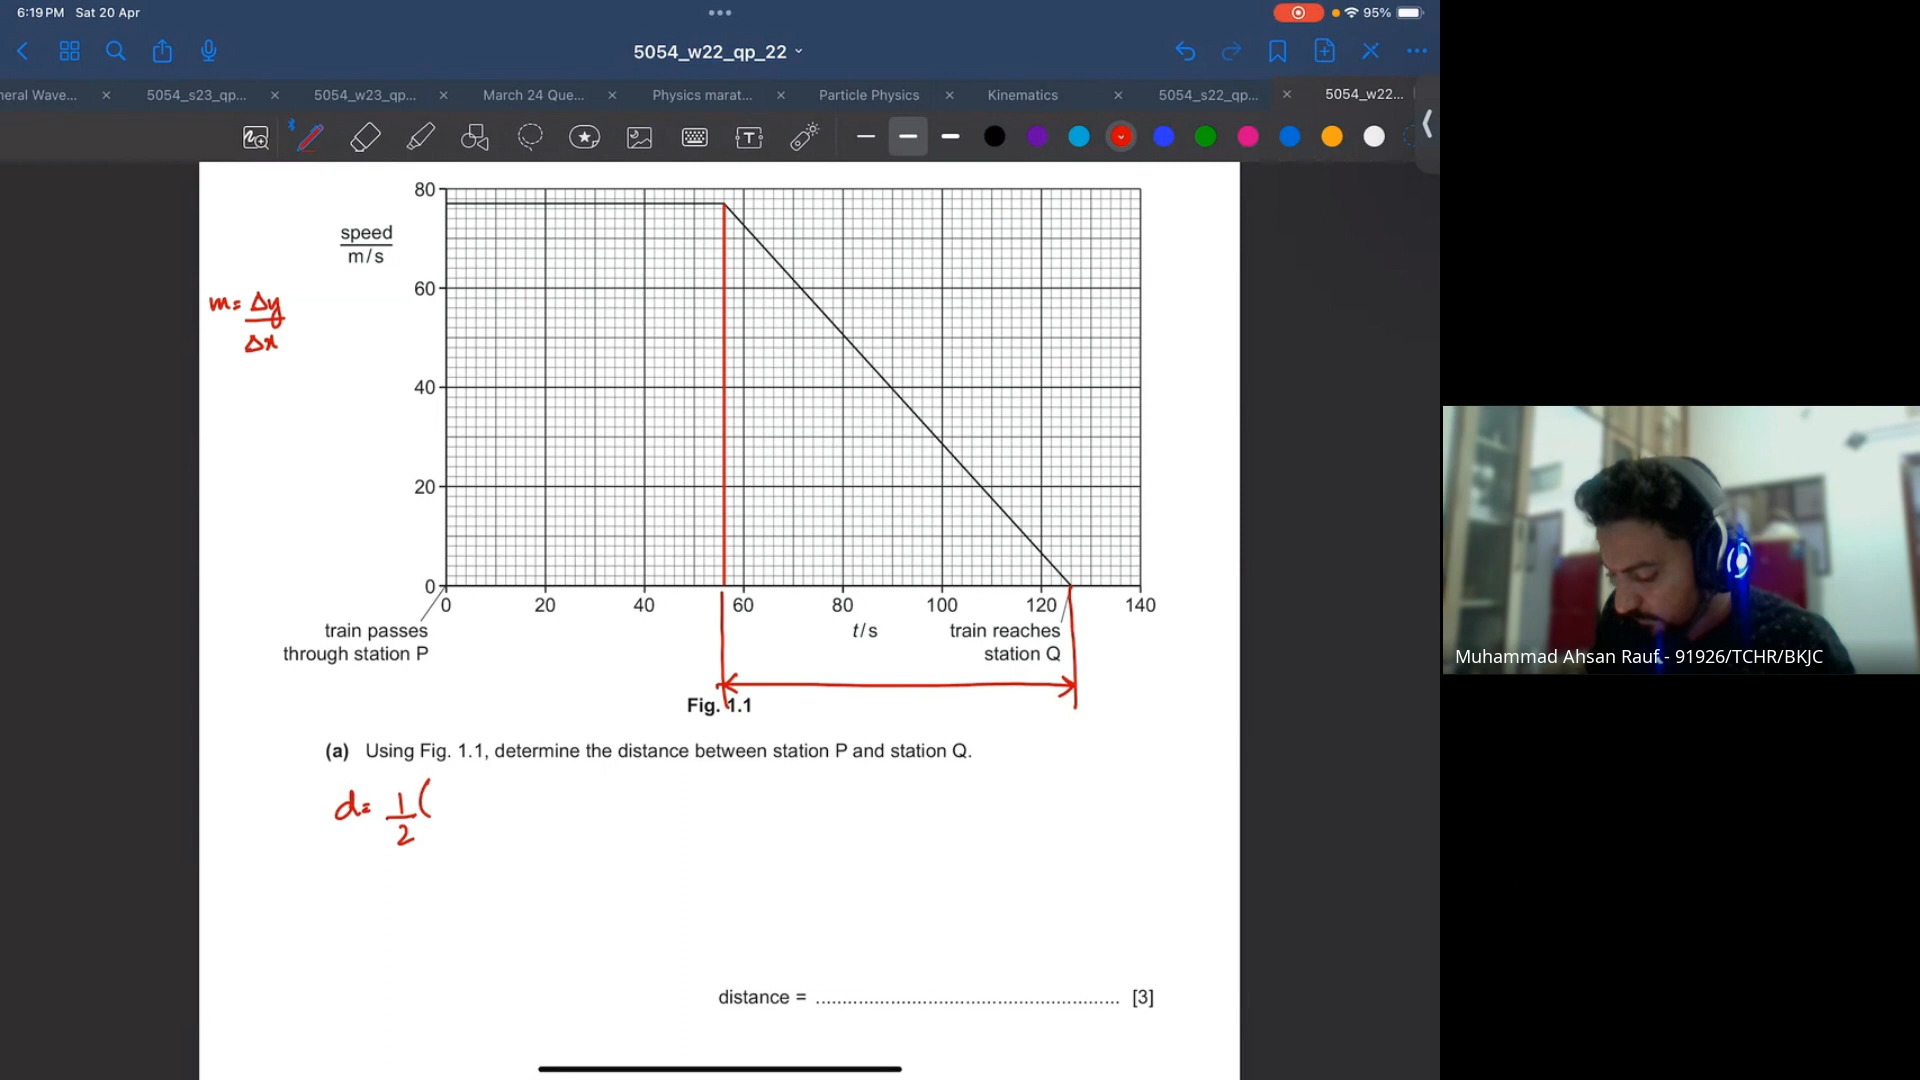 6:19 PM Sat 20 Apr
95%
5054_w22_qp_22
neral Wave...
5054_s23_qp...
5054_w23_qp...
March 24 Que...
Physics marat...
Particle Physics
Kinematics
5054_s22_qp...
5054_w22...
80
speed
m/s
60
m = Δy
Δx
40
20
0
0 20 40 60 80 100 120 140
train passes
through station P
t/s
train reaches
station Q
Fig. 1.1
(a) Using Fig. 1.1, determine the distance between station P and station Q.
d = 1/2 (
distance = ........................................................ [3]
Muhammad Ahsan Rauf - 91926/TCHR/BKJC